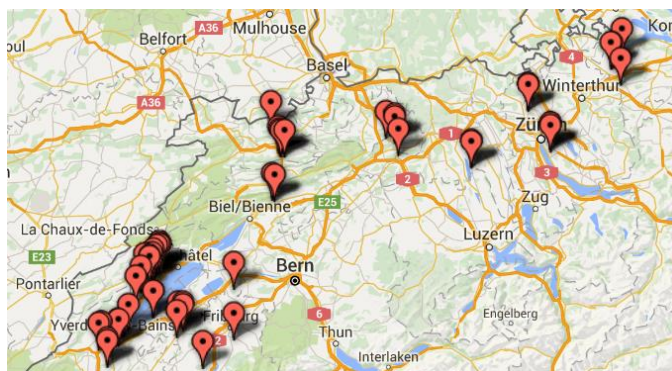 Mulhouse
A36
Belfort
Basel
A36
4
Winterthur
1
2
3
Zug
Biel/Bienne
E25
La Chaux-de-Fonds
E23
Luzern
Pontarlier
Bern
6
Engelberg
Thun
2
Interlaken